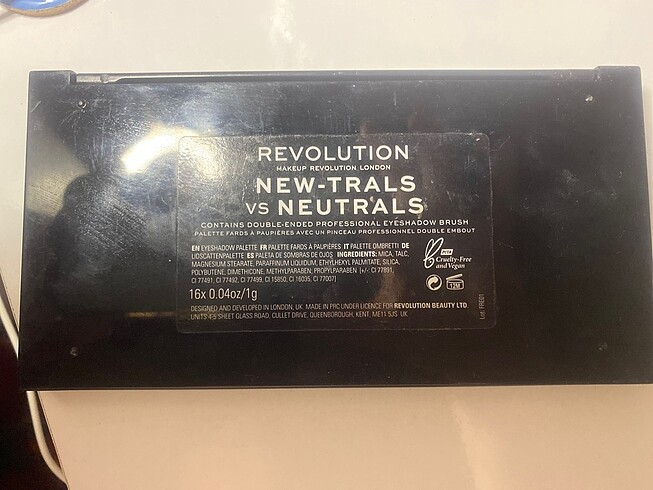 REVOLUTION
MAKEUP REVOLUTION LONDON
NEW-TRALS
VS NEUTRALS
CONTAINS DOUBLE-ENDED PROFESSIONAL EYESHADOW BRUSH
PALETTE FARDS À PAUPIÈRES AVEC UN PINCEAU PROFESSIONNEL DOUBLE EMBOUT
EN EYESHADOW PALETTE FR PALETTE FARDS À PAUPIÈRES IT PALETTE OMBRETTI DE
LIDSCHATTENPALETTE ES PALETA DE SOMBRAS DE OJOS INGREDIENTS: MICA, TALC,
MAGNESIUM STEARATE, PARAFFINUM LIQUIDUM, ETHYLHEXYL PALMITATE, SILICA,
POLYBUTENE, DIMETHICONE, METHYLPARABEN, PROPYLPARABEN [+/- CI 77891,
CI 77491, CI 77492, CI 77499, CI 15850, CI 16035, CI 77007]
Cruelty-Free
and Vegan
12M
16x 0.04oz/1g
DESIGNED AND DEVELOPED IN LONDON, UK. MADE IN PRC UNDER LICENCE FOR REVOLUTION BEAUTY LTD.
UNITS 4-5 SHEET GLASS ROAD, CULLET DRIVE, QUEENBOROUGH, KENT, ME11 5JS UK